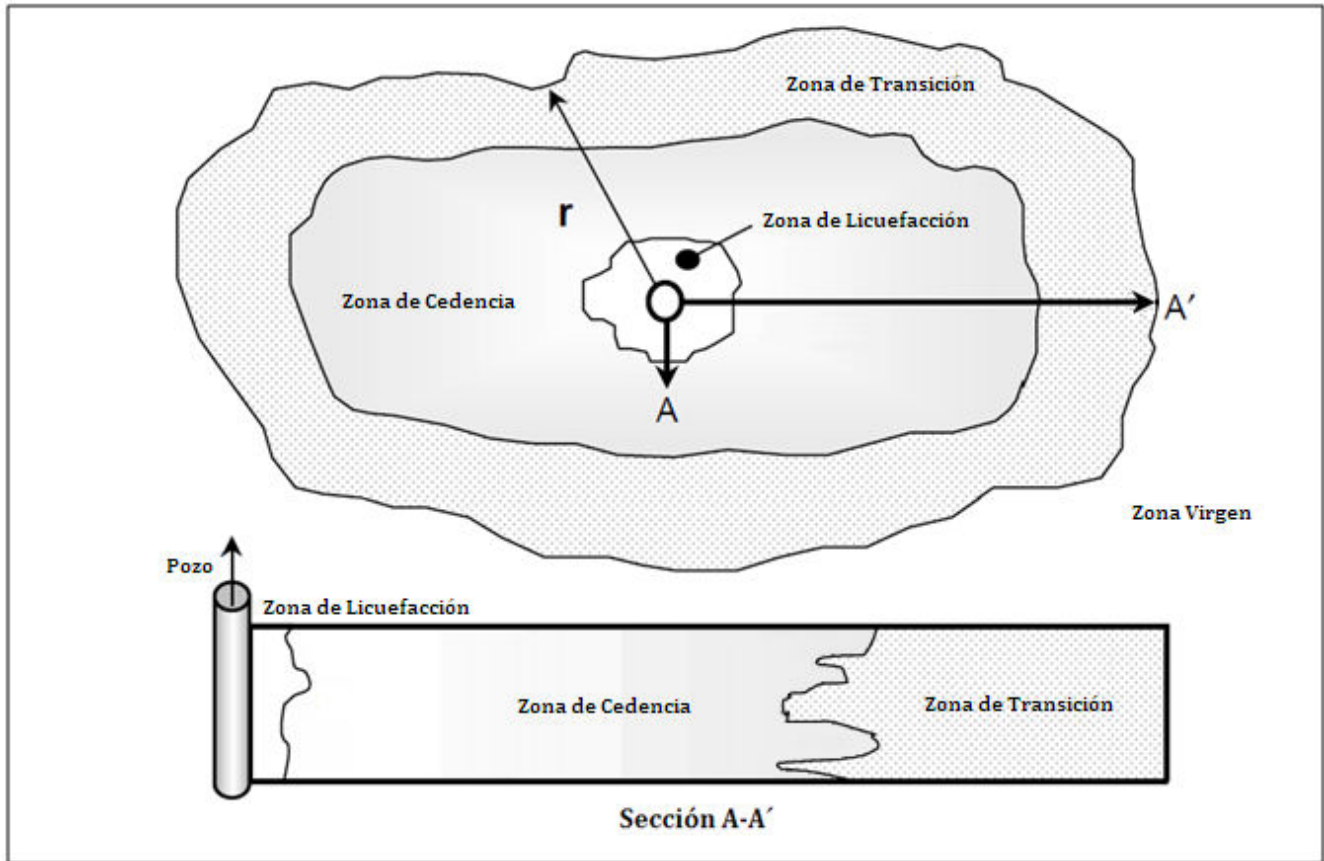 Zona de Transición
Zona de Licuefacción
r
Zona de Cedencia
A'
A
Zona Virgen
Pozo
Zona de Licuefacción
Zona de Cedencia
Zona de Transición
Sección A-A´